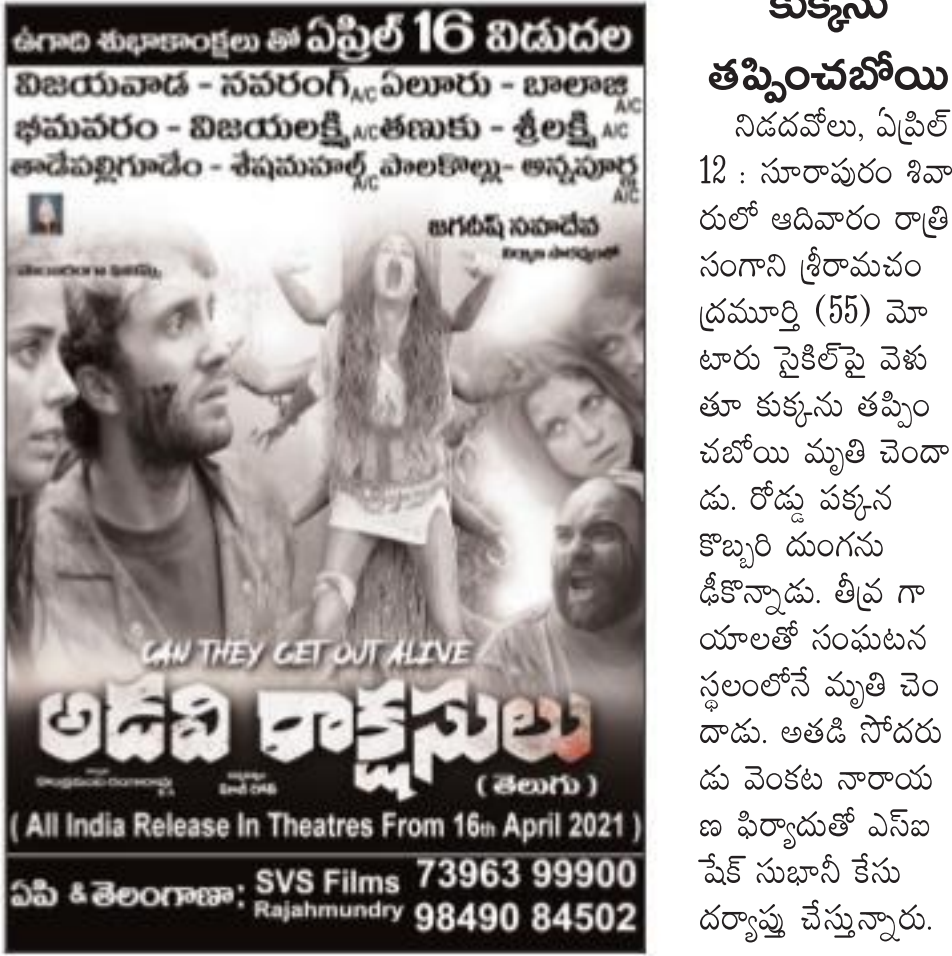 ఉగాది శుభాకాంక్షలు తో ఏప్రిల్ 16 విడుదల
విజయవాడ - నవరంగ్ A/C ఏలూరు - బాలాజి A/C
భీమవరం - విజయలక్ష్మి A/C తణుకు - శ్రీలక్ష్మి A/C
తాడేపల్లిగూడెం - శేషమహల్ A/C పాలకొల్లు - అన్నపూర్ణ A/C
జగదీష్ సహదేవ
నిర్మాణ సారథ్యంలో
CAN THEY GET OUT ALIVE
అడవి రాక్షసులు
( తెలుగు )
( All India Release In Theatres From 16th April 2021 )
ఏపి & తెలంగాణా: SVS Films 73963 99900
Rajahmundry 98490 84502
కుక్కను
తప్పించబోయి
నిడదవోలు, ఏప్రిల్
12 : సూరాపురం శివా
రులో ఆదివారం రాత్రి
సంగాని శ్రీరామచం
ద్రమూర్తి (55) మో
టారు సైకిల్‌పై వెళు
తూ కుక్కను తప్పిం
చబోయి మృతి చెందా
డు. రోడ్డు పక్కన
కొబ్బరి దుంగను
ఢీకొన్నాడు. తీవ్ర గా
యాలతో సంఘటన
స్థలంలోనే మృతి చెం
దాడు. అతడి సోదరు
డు వెంకట నారాయ
ణ ఫిర్యాదుతో ఎస్ఐ
షేక్ సుభానీ కేసు
దర్యాప్తు చేస్తున్నారు.